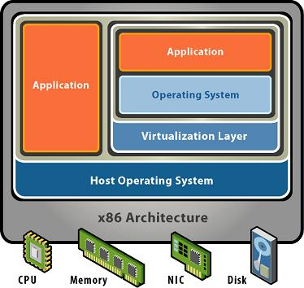 Application
Application
Operating System
Virtualization Layer
Host Operating System
x86 Architecture
CPU
Memory
NIC
Disk